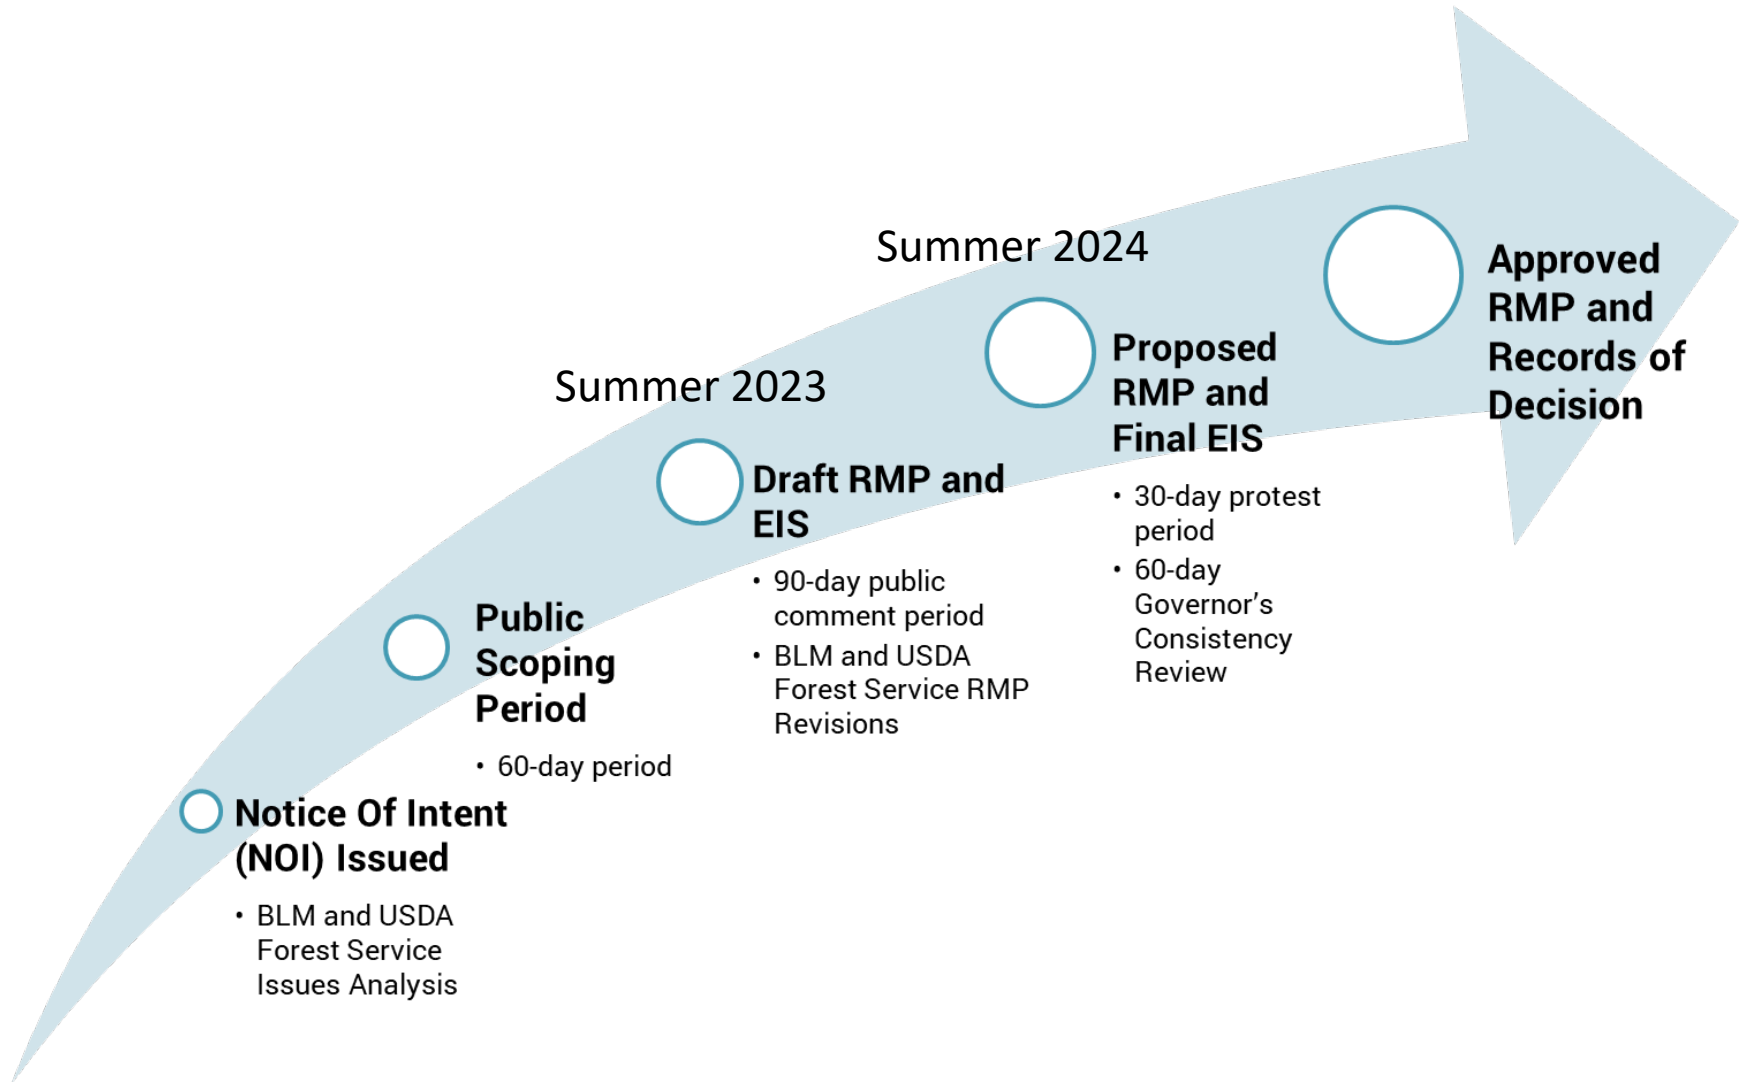 Notice Of Intent
(NOI) Issued
• BLM and USDA
Forest Service
Issues Analysis
Public
Scoping
Period
• 60-day period
Summer 2023
Draft RMP and
EIS
• 90-day public
comment period
• BLM and USDA
Forest Service RMP
Revisions
Summer 2024
Proposed
RMP and
Final EIS
• 30-day protest
period
• 60-day
Governor’s
Consistency
Review
Approved
RMP and
Records of
Decision